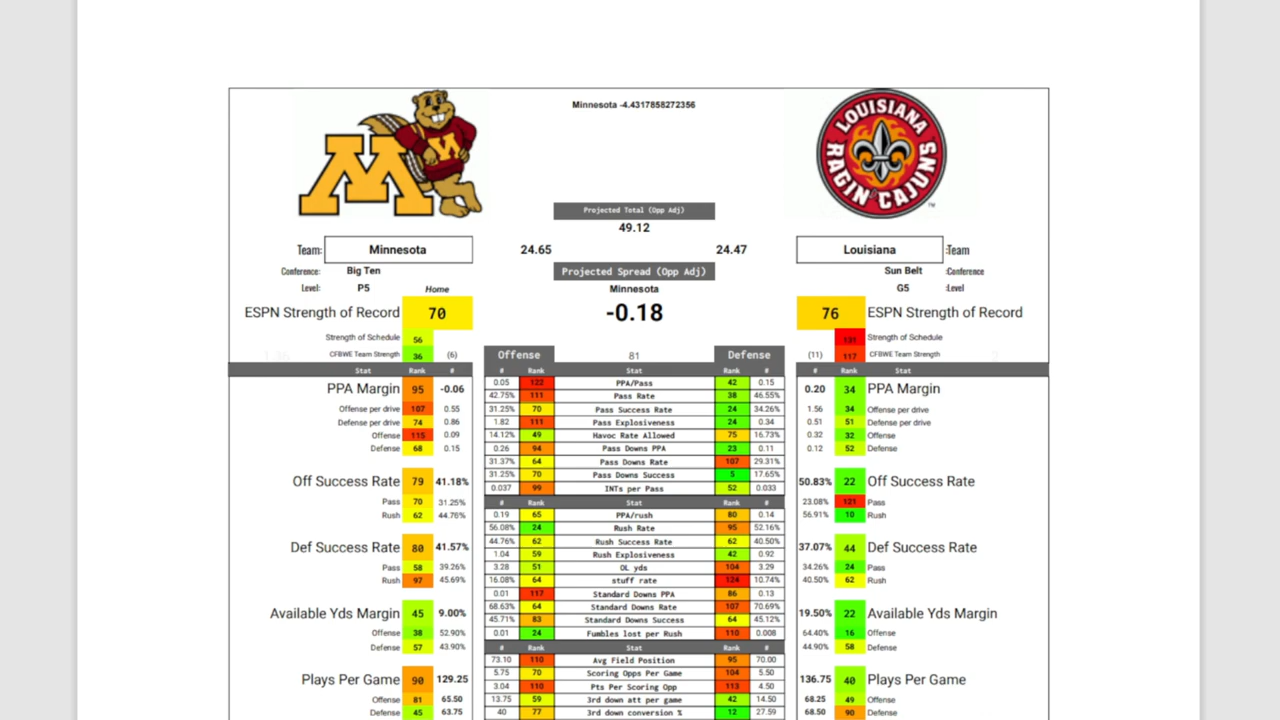 Minnesota -4.4317858272356
LOUISIANA
RAGIN' CAJUNS
TM
M
Projected Total (Opp Adj)
49.12
Team: Minnesota 24.65 24.47 Louisiana :Team
Conference: Big Ten Projected Spread (Opp Adj) Sun Belt :Conference
Level: P5 Home Minnesota G5 :Level
ESPN Strength of Record 70 -0.18 76 ESPN Strength of Record
Strength of Schedule 56 131 Strength of Schedule
CFBWE Team Strength 36 (6) Offense 81 Defense (11) 117 CFBWE Team Strength
Stat Rank # # Rank Stat Rank # # Rank Stat
PPA Margin 95 -0.06 0.05 122 PPA/Pass 42 0.15 0.20 34 PPA Margin
42.75% 111 Pass Rate 38 46.55%
Offense per drive 107 0.55 31.25% 70 Pass Success Rate 24 34.26% 1.56 34 Offense per drive
Defense per drive 74 0.86 1.82 111 Pass Explosiveness 24 0.34 0.51 51 Defense per drive
Offense 115 0.09 14.12% 49 Havoc Rate Allowed 75 16.73% 0.32 32 Offense
Defense 68 0.15 0.26 94 Pass Downs PPA 23 0.11 0.12 52 Defense
31.37% 64 Pass Downs Rate 107 29.31%
Off Success Rate 79 41.18% 31.25% 70 Pass Downs Success 5 17.65% 50.83% 22 Off Success Rate
0.037 99 INTs per Pass 52 0.033
Pass 70 31.25% # Rank Stat Rank # 23.08% 121 Pass
Rush 62 44.76% 0.19 65 PPA/rush 80 0.14 56.91% 10 Rush
56.08% 24 Rush Rate 95 52.16%
Def Success Rate 80 41.57% 44.76% 62 Rush Success Rate 62 40.50% 37.07% 44 Def Success Rate
1.04 59 Rush Explosiveness 42 0.92
Pass 58 39.26% 3.28 51 OL yds 104 3.29 34.26% 24 Pass
Rush 97 45.69% 16.08% 64 stuff rate 124 10.74% 40.50% 62 Rush
0.01 117 Standard Downs PPA 86 0.13
Available Yds Margin 45 9.00% 68.63% 64 Standard Downs Rate 107 70.69% 19.50% 22 Available Yds Margin
45.71% 83 Standard Downs Success 64 45.12%
Offense 38 52.90% 0.01 24 Fumbles lost per Rush 110 0.008 64.40% 16 Offense
Defense 57 43.90% # Rank Stat Rank # 44.90% 58 Defense
73.10 110 Avg Field Position 95 70.00
Plays Per Game 90 129.25 5.75 70 Scoring Opps Per Game 104 5.50 136.75 40 Plays Per Game
3.04 110 Pts Per Scoring Opp 113 4.50
Offense 81 65.50 13.75 59 3rd down att per game 42 14.50 68.25 49 Offense
Defense 45 63.75 40 77 3rd down conversion % 12 27.59 68.50 90 Defense